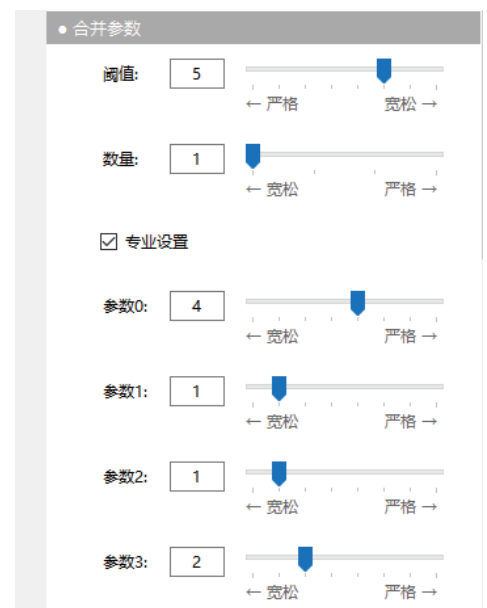 ● 合并参数
阈值: 5
← 严格 宽松 →
数量: 1
← 宽松 严格 →
专业设置
参数0: 4
← 宽松 严格 →
参数1: 1
← 宽松 严格 →
参数2: 1
← 宽松 严格 →
参数3: 2
← 宽松 严格 →